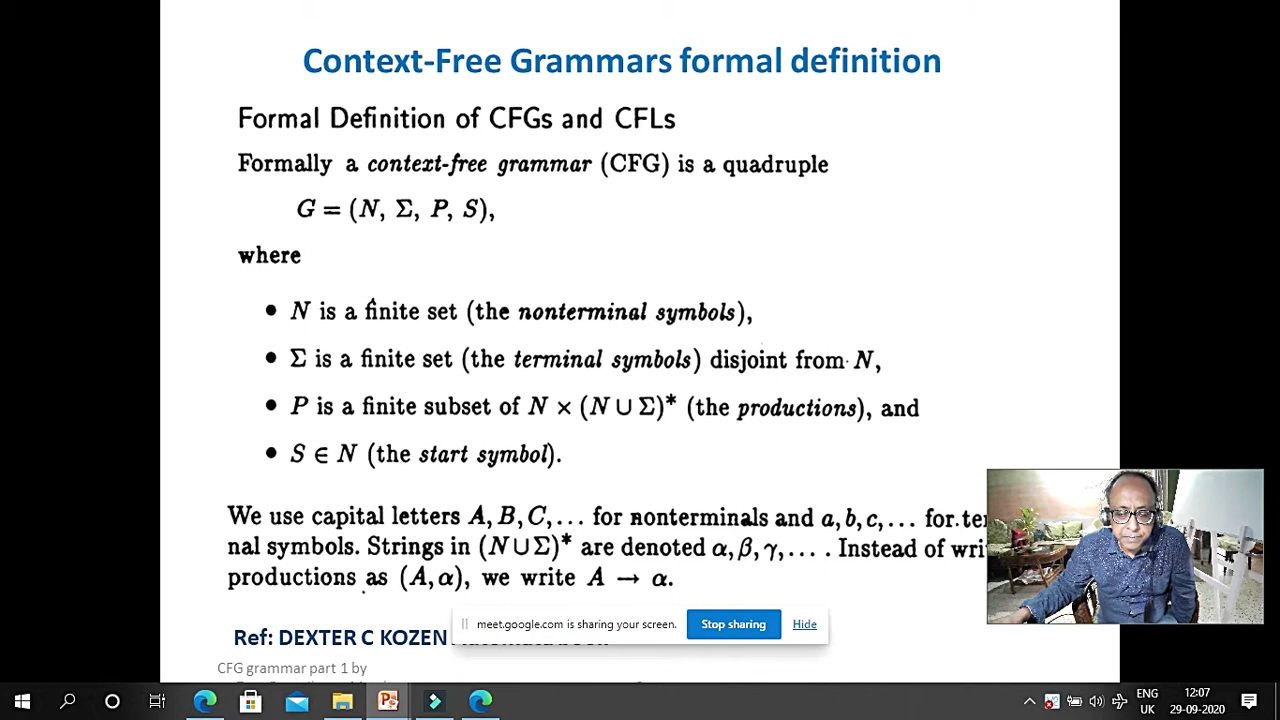 Context-Free Grammars formal definition
Formal Definition of CFGs and CFLs
Formally a context-free grammar (CFG) is a quadruple
G = (N, Σ, P, S),
where
• N is a finite set (the nonterminal symbols),
• Σ is a finite set (the terminal symbols) disjoint from N,
• P is a finite subset of N × (N ∪ Σ)* (the productions), and
• S ∈ N (the start symbol).
We use capital letters A, B, C, ... for nonterminals and a, b, c, ... for
nal symbols. Strings in (N ∪ Σ)* are denoted α, β, γ, .... Instead of
productions as (A, α), we write A → α.
meet.google.com is sharing your screen. Stop sharing Hide
Ref: DEXTER C KOZEN
CFG grammar part 1 by
ENG 12:07
UK 29-09-2020